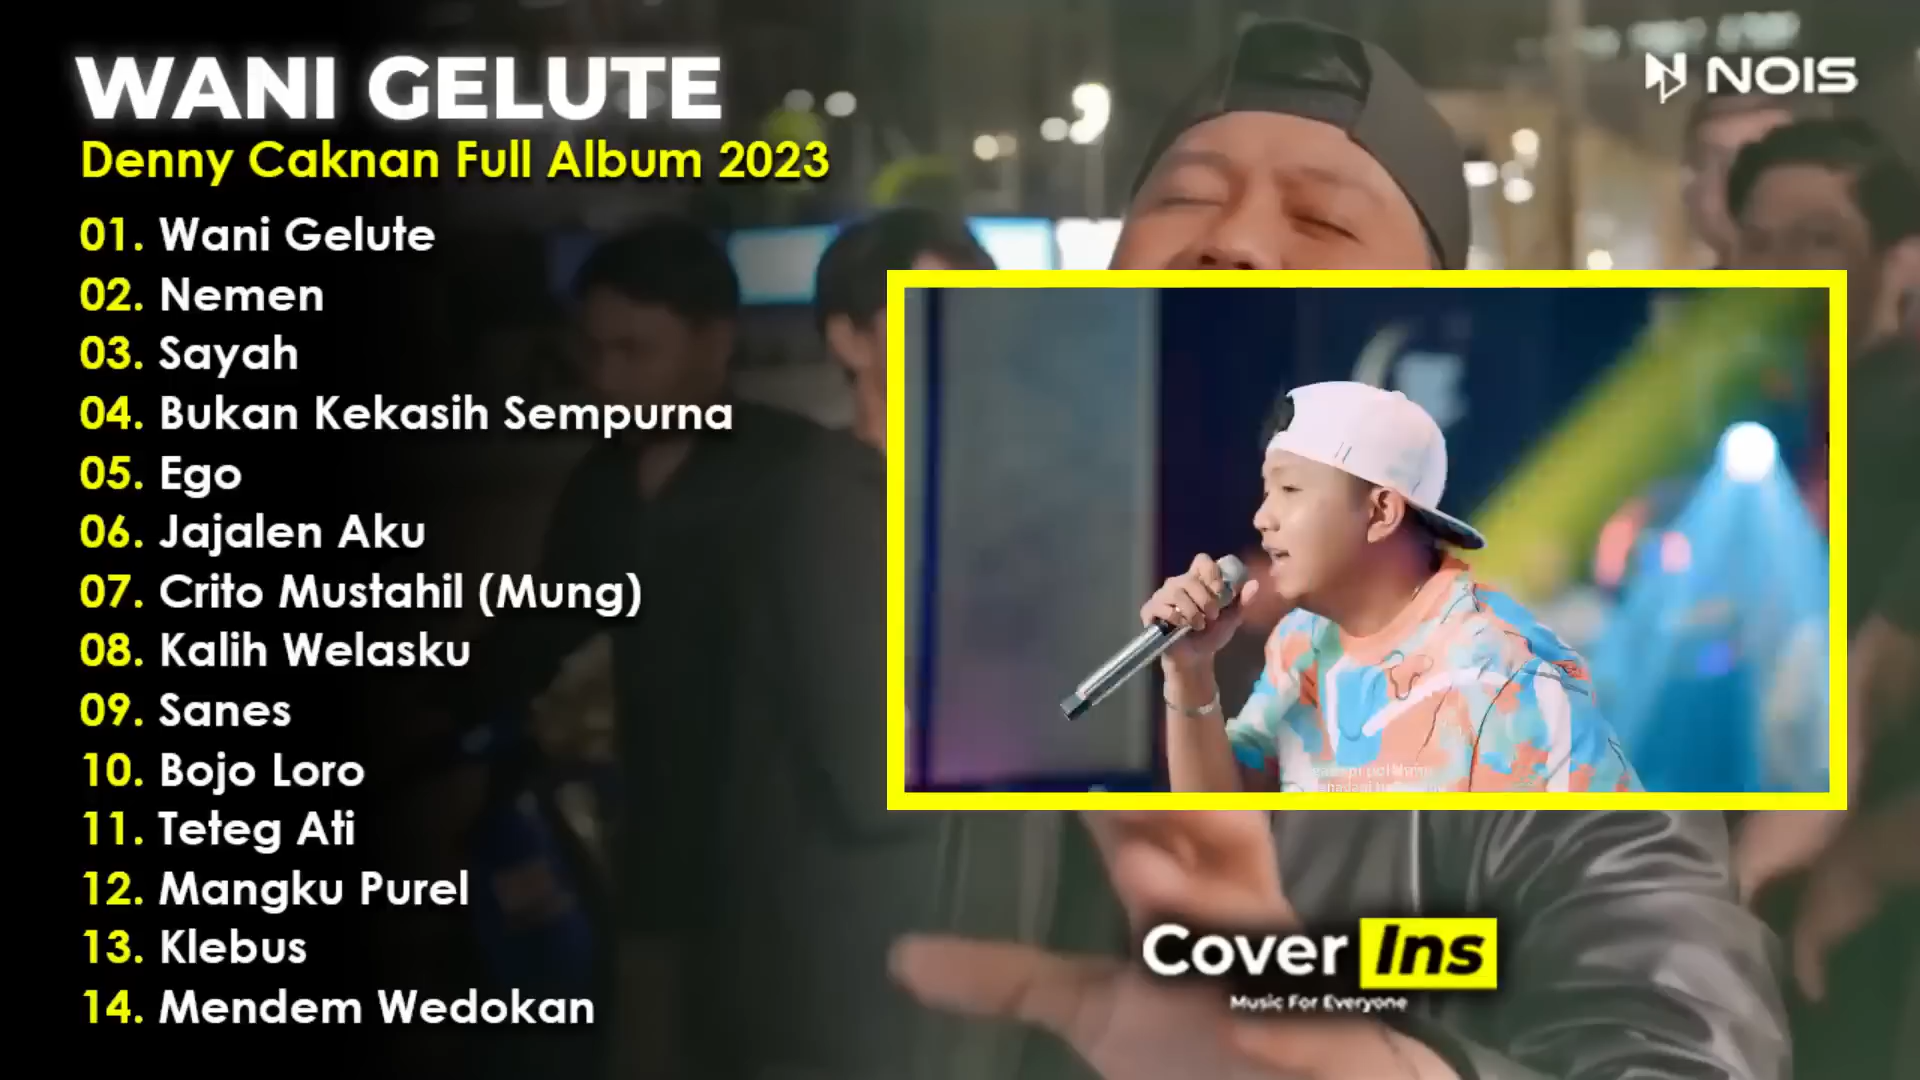 WANI GELUTE
Denny Caknan Full Album 2023
NOIS
01. Wani Gelute
02. Nemen
03. Sayah
04. Bukan Kekasih Sempurna
05. Ego
06. Jajalen Aku
07. Crito Mustahil (Mung)
08. Kalih Welasku
09. Sanes
10. Bojo Loro
11. Teteg Ati
12. Mangku Purel
13. Klebus
14. Mendem Wedokan
Cover Ins
Music For Everyone